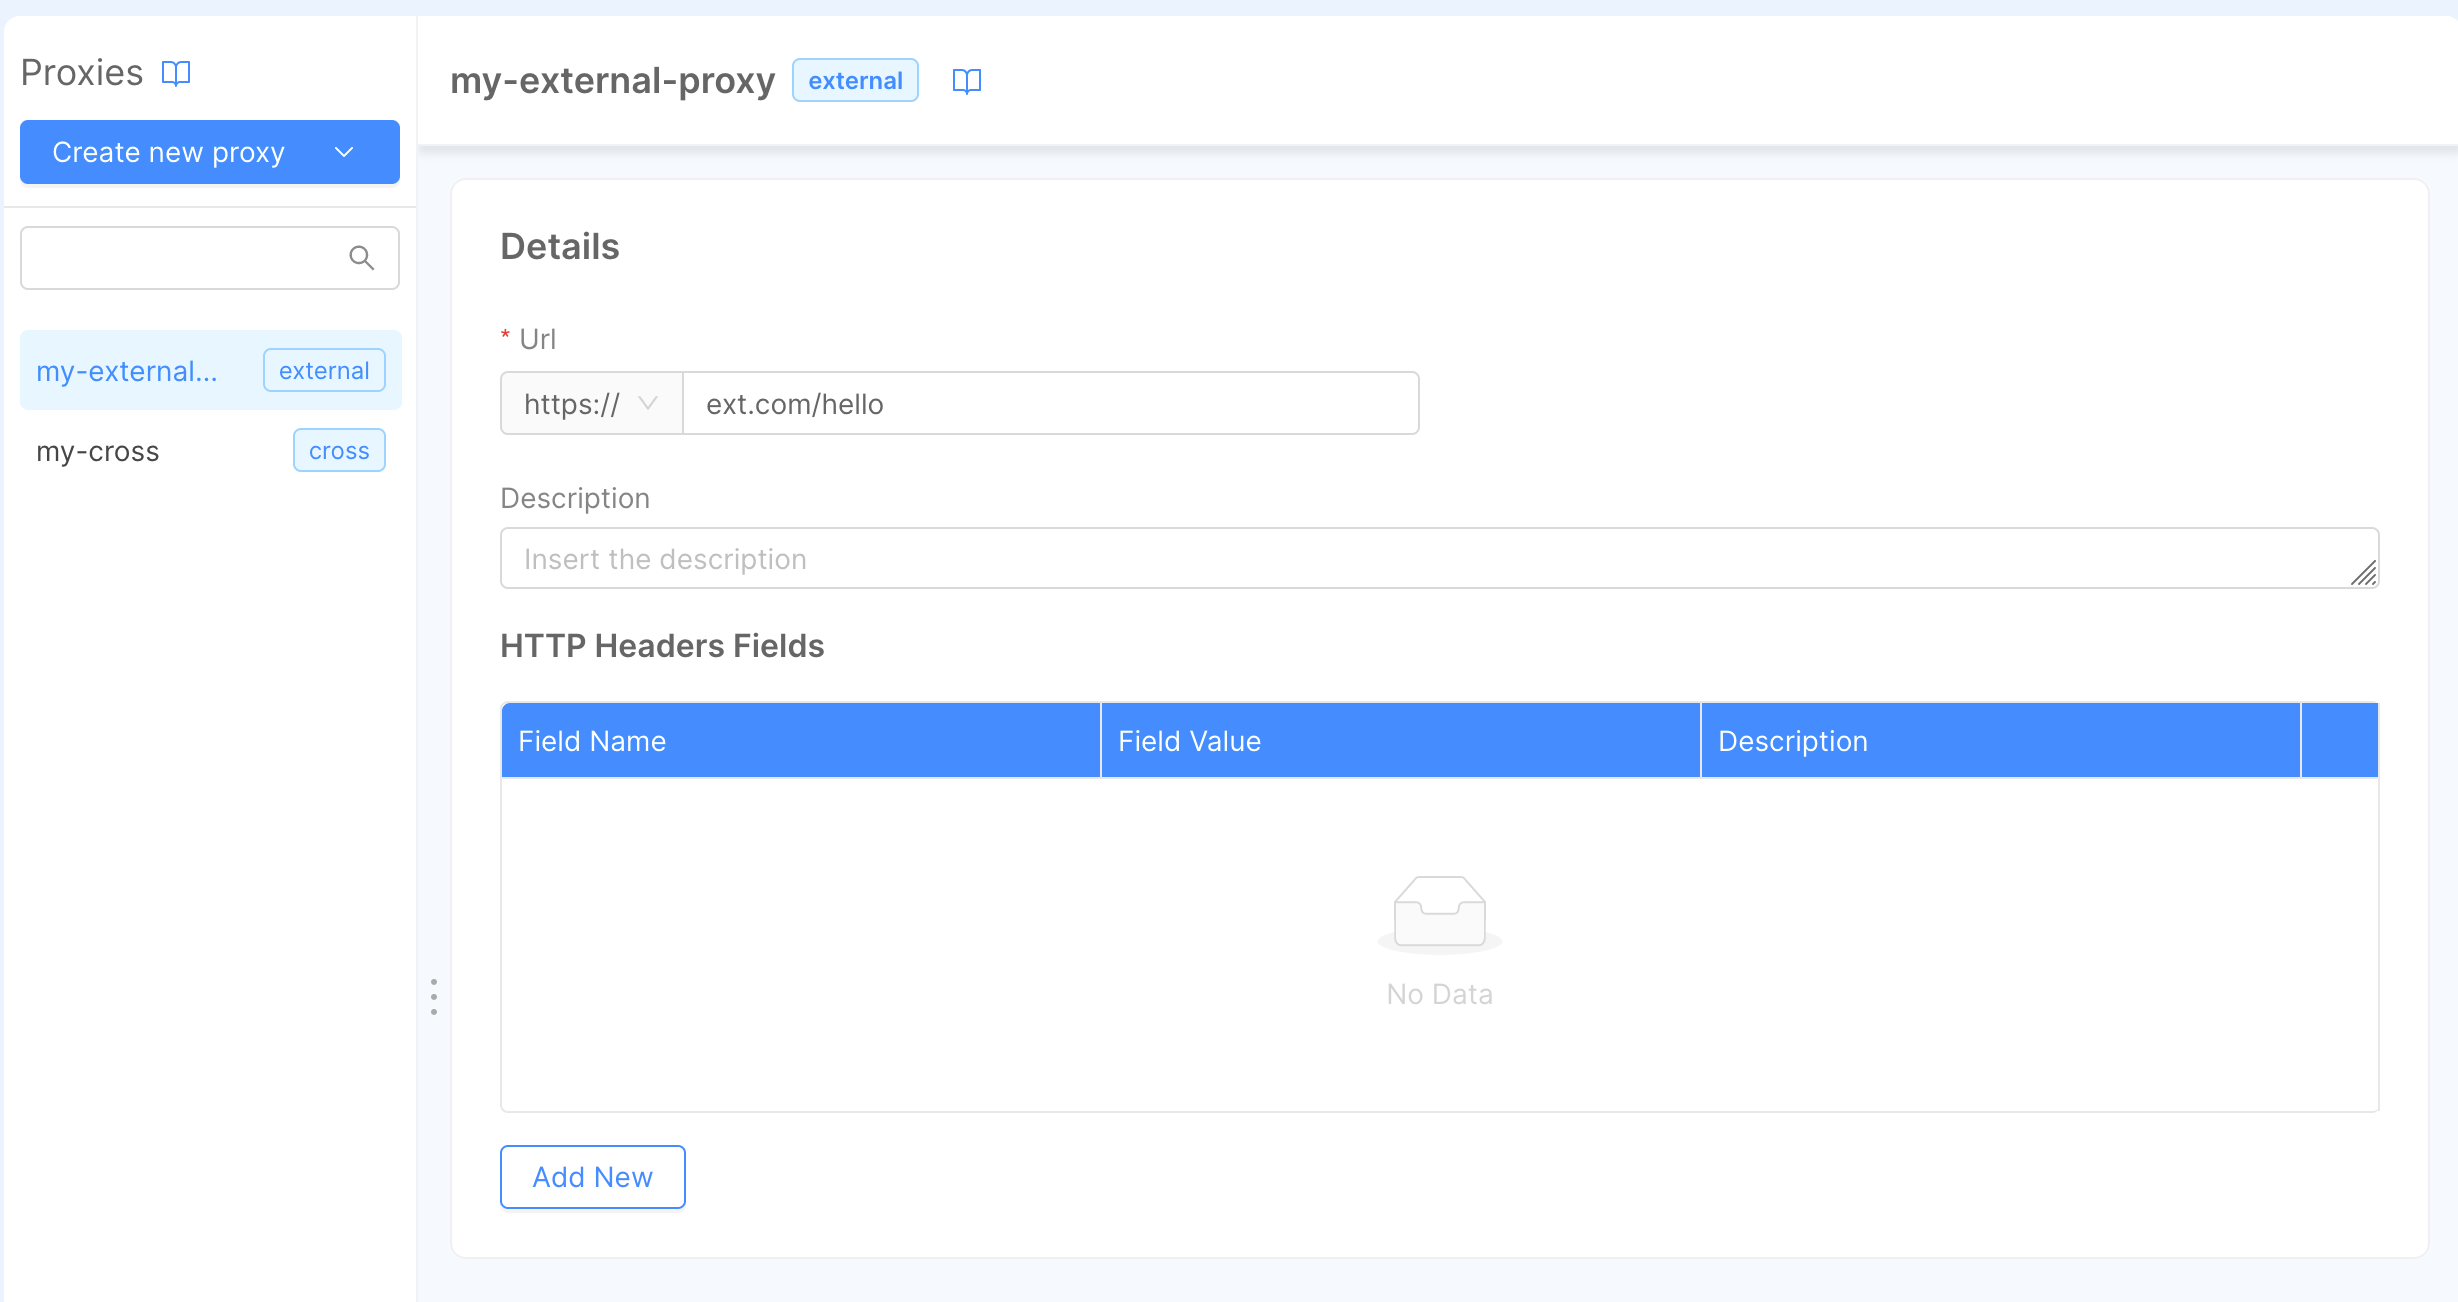 Proxies
Create new proxy
my-external... external
my-cross cross
my-external-proxy external
Details
* Url
https:// ext.com/hello
Description
Insert the description
HTTP Headers Fields
Field Name Field Value Description
No Data
Add New